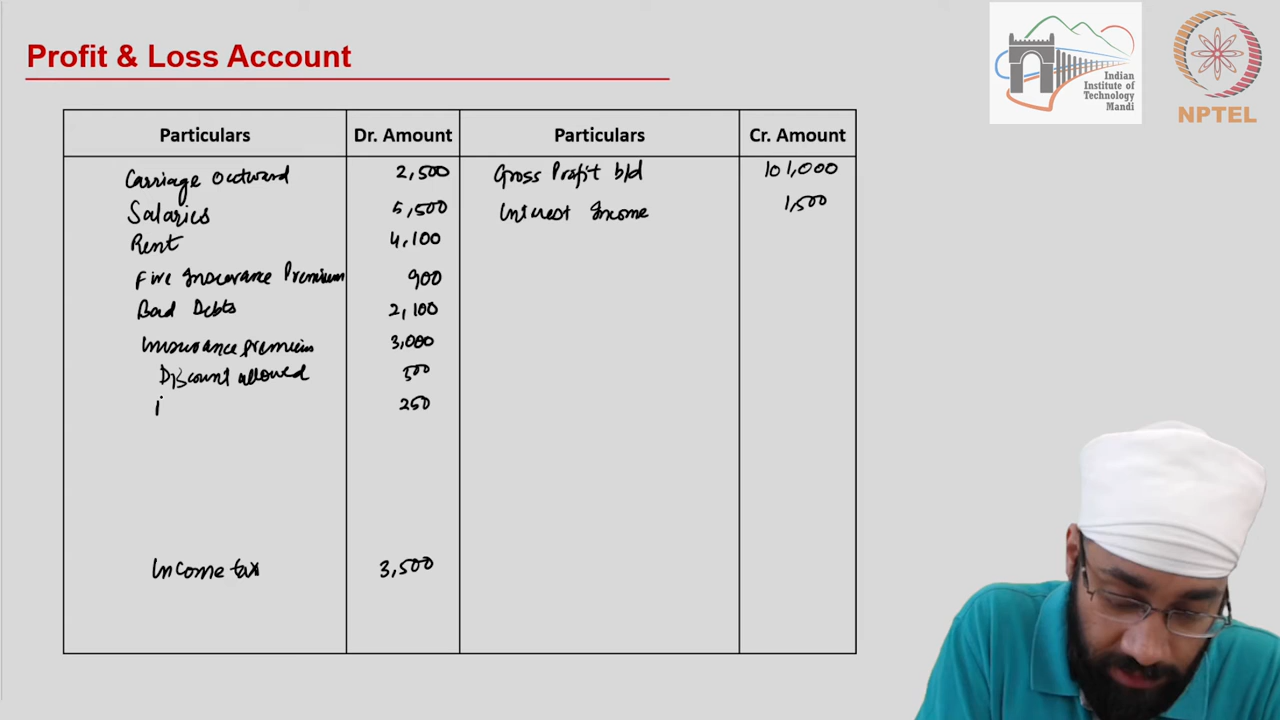 Profit & Loss Account
Indian
Institute of
Technology
Mandi
NPTEL
Particulars Dr. Amount Particulars Cr. Amount
Carriage Outward 2,500 Gross Profit b/d 101,000
Salaries 5,500 Interest Income 1,500
Rent 4,100
Fire Insurance Premium 900
Bad Debts 2,100
Insurance premium 3,000
Discount allowed 500
I 250
Income tax 3,500